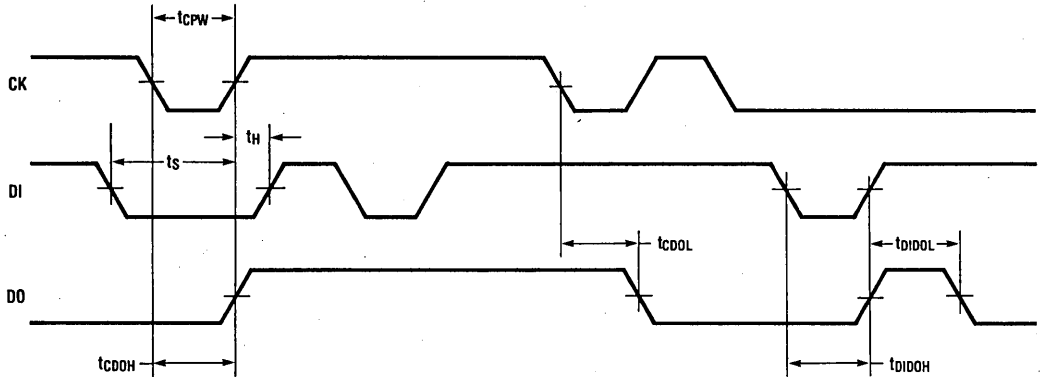 tCPW
CK
tH
tS
DI
tCDOL
tDIDOL
DO
tCDOH
tDIDOH